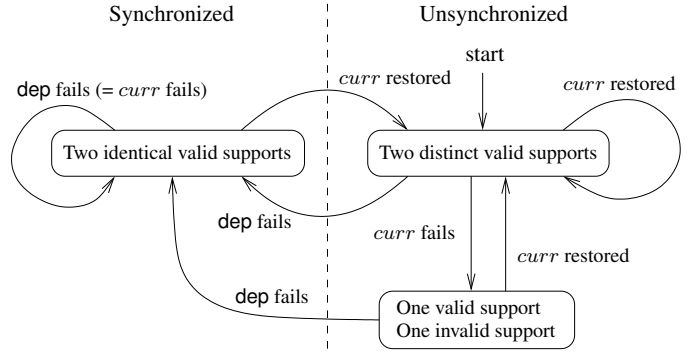 Synchronized
Unsynchronized
start
dep fails (= curr fails)
curr restored
curr restored
Two identical valid supports
Two distinct valid supports
dep fails
curr fails
curr restored
dep fails
One valid support
One invalid support